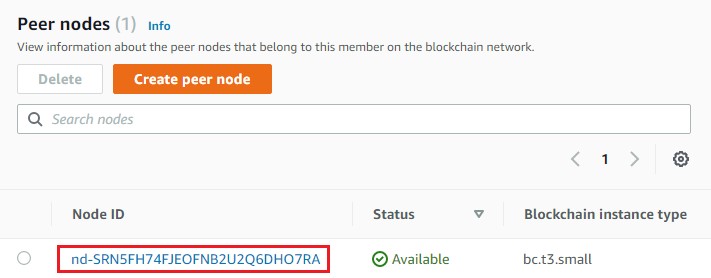 Peer nodes (1) Info
View information about the peer nodes that belong to this member on the blockchain network.
Delete Create peer node
Search nodes
1
Node ID Status Blockchain instance type
nd-SRN5FH74FJEOFNB2U2Q6DHO7RA Available bc.t3.small